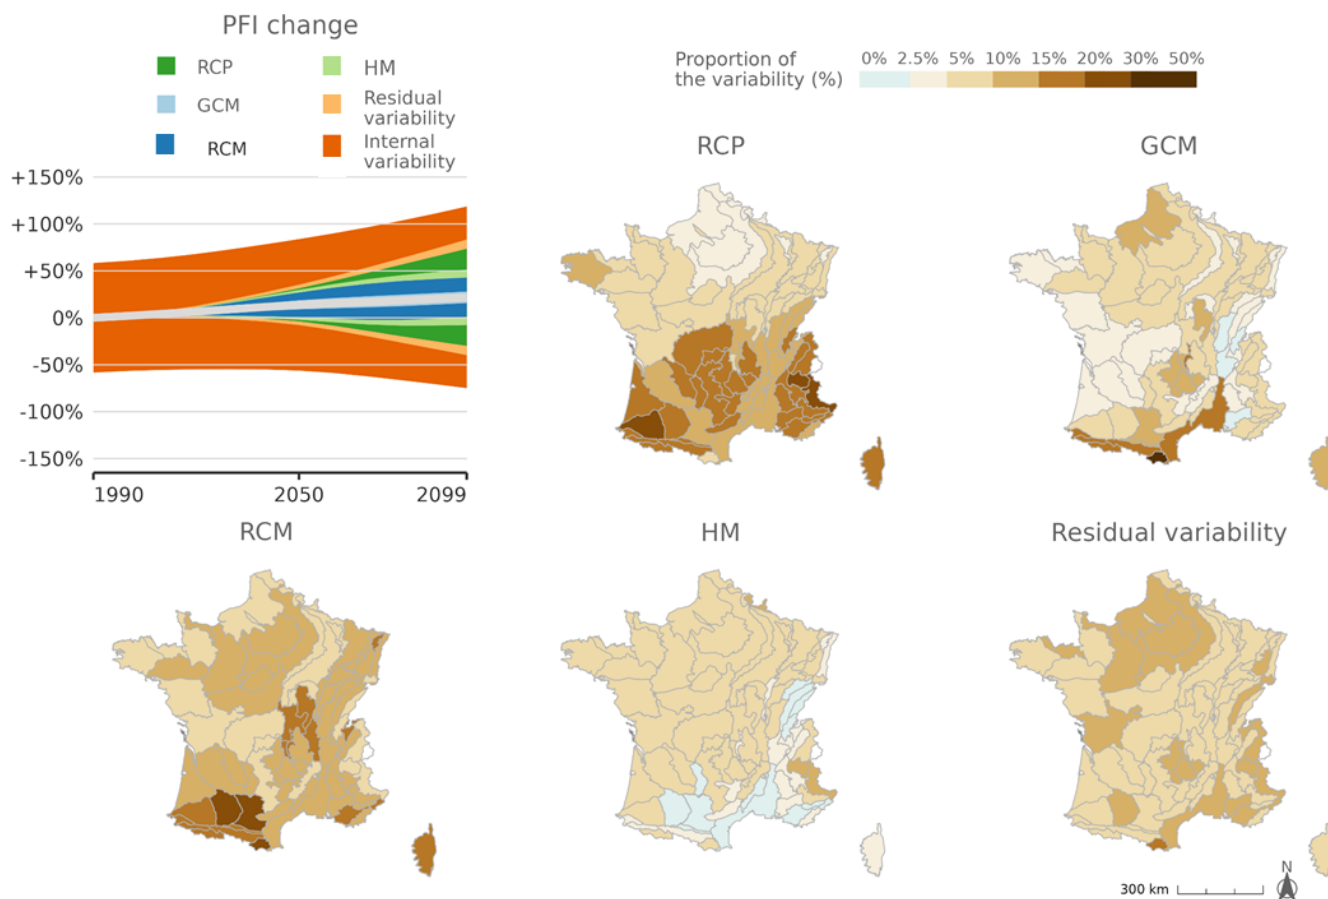 PFI change
RCP
HM
GCM
Residual
variability
RCM
Internal
variability
+150%
+100%
+50%
0%
-50%
-100%
-150%
1990
2050
2099
Proportion of
the variability (%)
0% 2.5% 5% 10% 15% 20% 30% 50%
RCP
GCM
RCM
HM
Residual variability
300 km
N